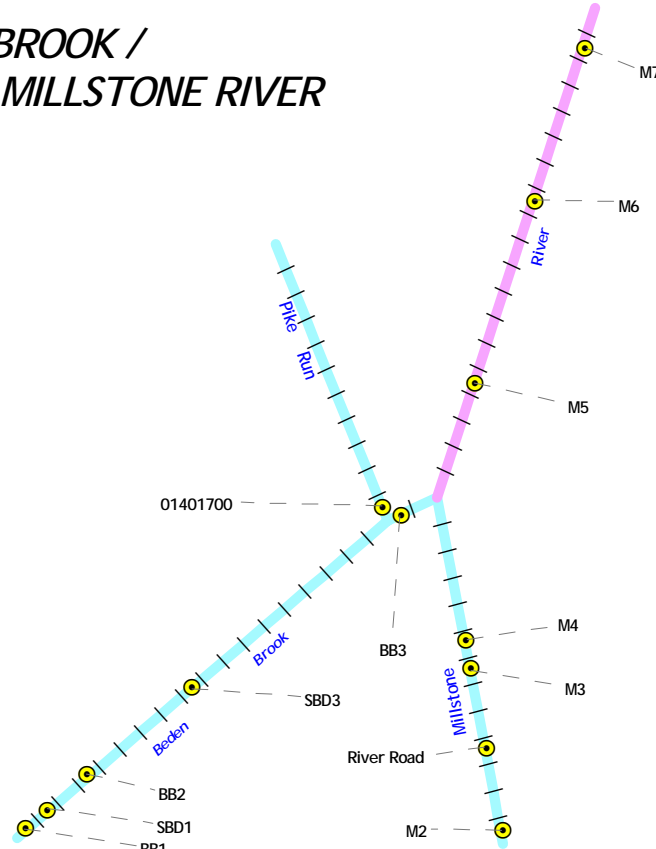 BROOK /
MILLSTONE RIVER
M7
M6
River
Pike Run
M5
01401700
BB3
M4
Brook
M3
Millstone
SBD3
Beden
River Road
BB2
SBD1
M2
BB1